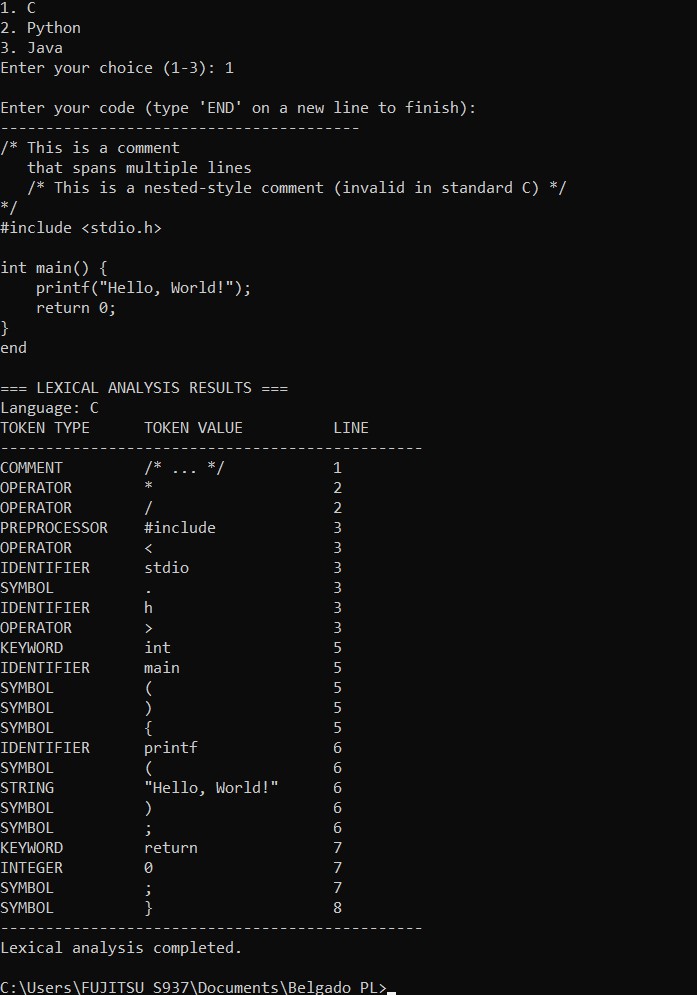 1. C
2. Python
3. Java
Enter your choice (1-3): 1

Enter your code (type 'END' on a new line to finish):
----------------------------------------
/* This is a comment
   that spans multiple lines
   /* This is a nested-style comment (invalid in standard C) */
*/
#include <stdio.h>

int main() {
    printf("Hello, World!");
    return 0;
}
end

=== LEXICAL ANALYSIS RESULTS ===
Language: C
TOKEN TYPE      TOKEN VALUE          LINE
-----------------------------------------------
COMMENT         /* ... */            1
OPERATOR        *                    2
OPERATOR        /                    2
PREPROCESSOR    #include             3
OPERATOR        <                    3
IDENTIFIER      stdio                3
SYMBOL          .                    3
IDENTIFIER      h                    3
OPERATOR        >                    3
KEYWORD         int                  5
IDENTIFIER      main                 5
SYMBOL          (                    5
SYMBOL          )                    5
SYMBOL          {                    5
IDENTIFIER      printf               6
SYMBOL          (                    6
STRING          "Hello, World!"      6
SYMBOL          )                    6
SYMBOL          ;                    6
KEYWORD         return               7
INTEGER         0                    7
SYMBOL          ;                    7
SYMBOL          }                    8
-----------------------------------------------
Lexical analysis completed.

C:\Users\FUJITSU S937\Documents\Belgado PL>